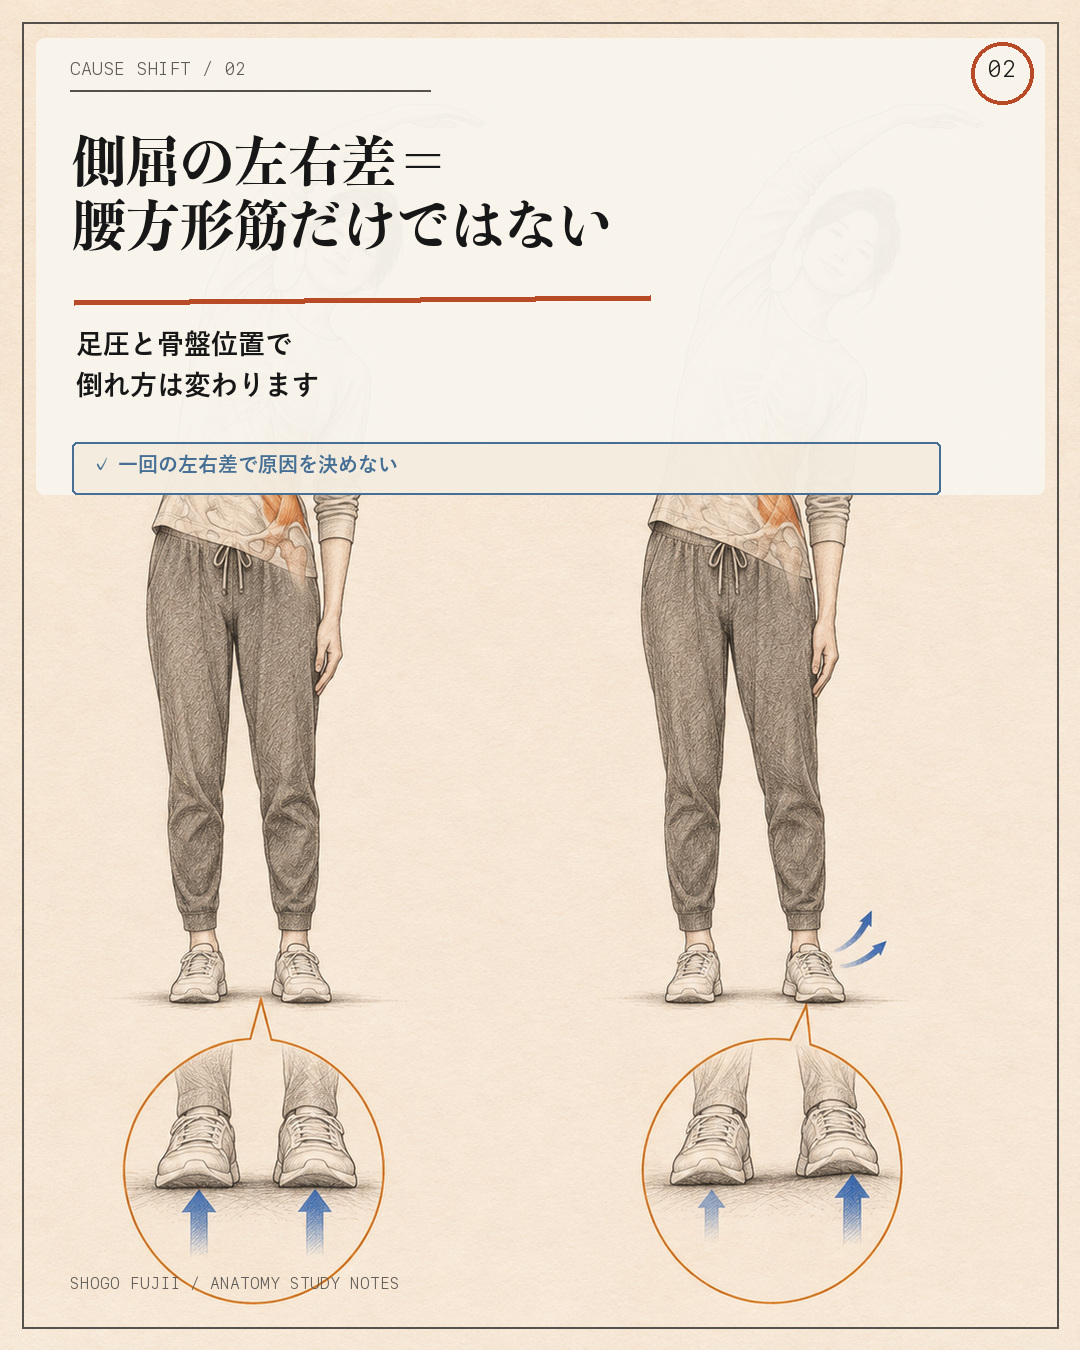 CAUSE SHIFT / 02
02
側屈の左右差＝
腰方形筋だけではない
足圧と骨盤位置で
倒れ方は変わります
✓ 一回の左右差で原因を決めない
SHOGO FUJII / ANATOMY STUDY NOTES